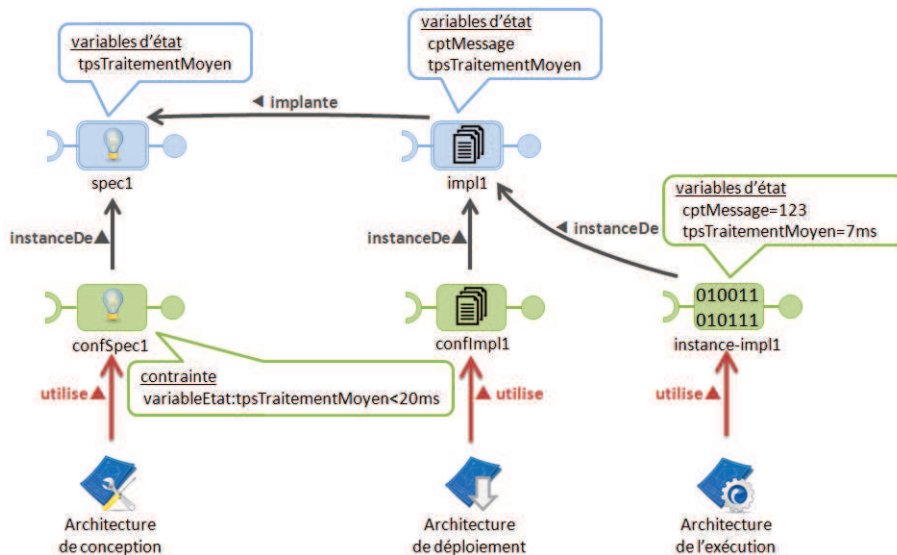 variables d'état
tpsTraitementMoyen
variables d'état
cptMessage
tpsTraitementMoyen
◄ implante
spec1
impl1
variables d'état
cptMessage=123
tpsTraitementMoyen=7ms
instanceDe▲
instanceDe▲
◄ instanceDe
010011
010111
confSpec1
confImpl1
instance-impl1
contrainte
variableEtat:tpsTraitementMoyen<20ms
utilise▲
▲ utilise
utilise▲
Architecture
de conception
Architecture
de déploiement
Architecture
de l'exécution